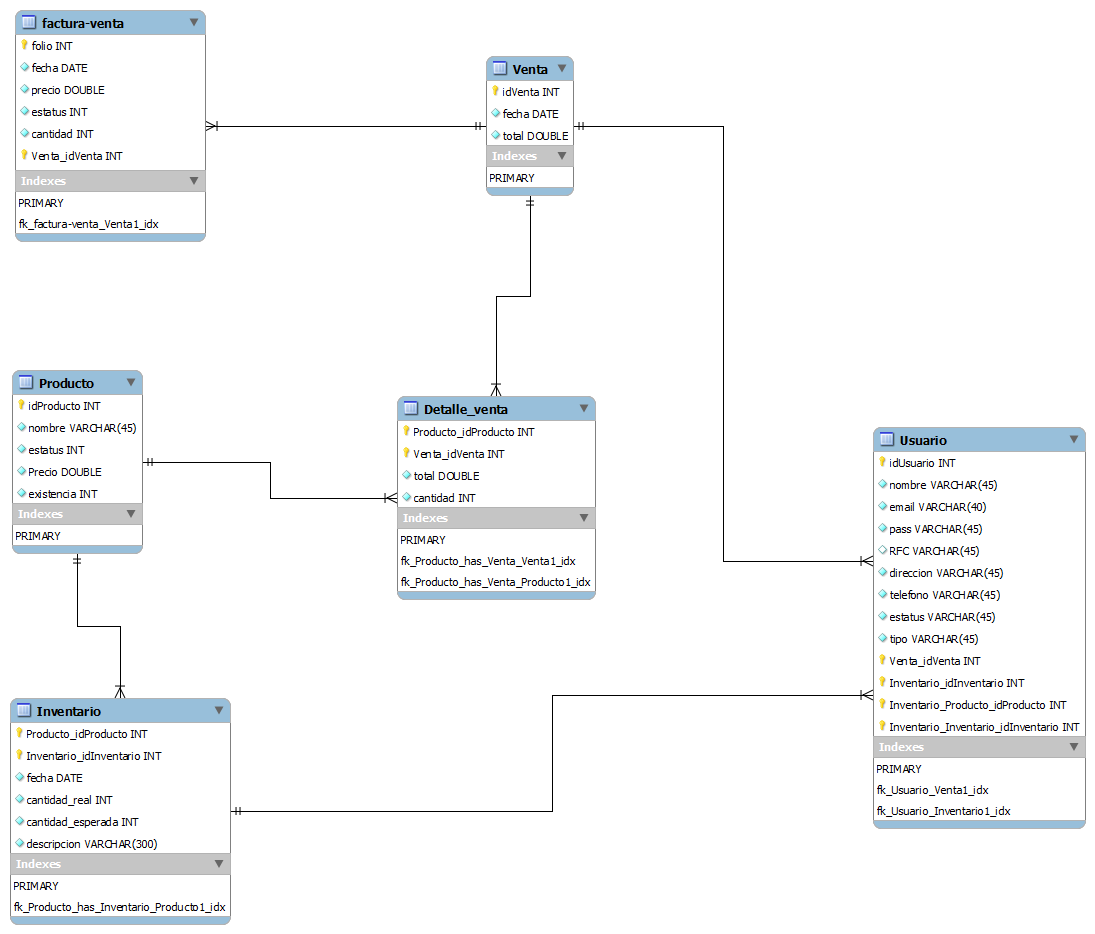 factura-venta
folio INT
fecha DATE
precio DOUBLE
estatus INT
cantidad INT
Venta_idVenta INT
Indexes
PRIMARY
fk_factura-venta_Venta1_idx
Venta
idVenta INT
fecha DATE
total DOUBLE
Indexes
PRIMARY
Producto
idProducto INT
nombre VARCHAR(45)
estatus INT
Precio DOUBLE
existencia INT
Indexes
PRIMARY
Detalle_venta
Producto_idProducto INT
Venta_idVenta INT
total DOUBLE
cantidad INT
Indexes
PRIMARY
fk_Producto_has_Venta_Venta1_idx
fk_Producto_has_Venta_Producto1_idx
Usuario
idUsuario INT
nombre VARCHAR(45)
email VARCHAR(40)
pass VARCHAR(45)
RFC VARCHAR(45)
direccion VARCHAR(45)
telefono VARCHAR(45)
estatus VARCHAR(45)
tipo VARCHAR(45)
Venta_idVenta INT
Inventario_idInventario INT
Inventario_Producto_idProducto INT
Inventario_Inventario_idInventario INT
Indexes
PRIMARY
fk_Usuario_Venta1_idx
fk_Usuario_Inventario1_idx
Inventario
Producto_idProducto INT
Inventario_idInventario INT
fecha DATE
cantidad_real INT
cantidad_esperada INT
descripcion VARCHAR(300)
Indexes
PRIMARY
fk_Producto_has_Inventario_Producto1_idx